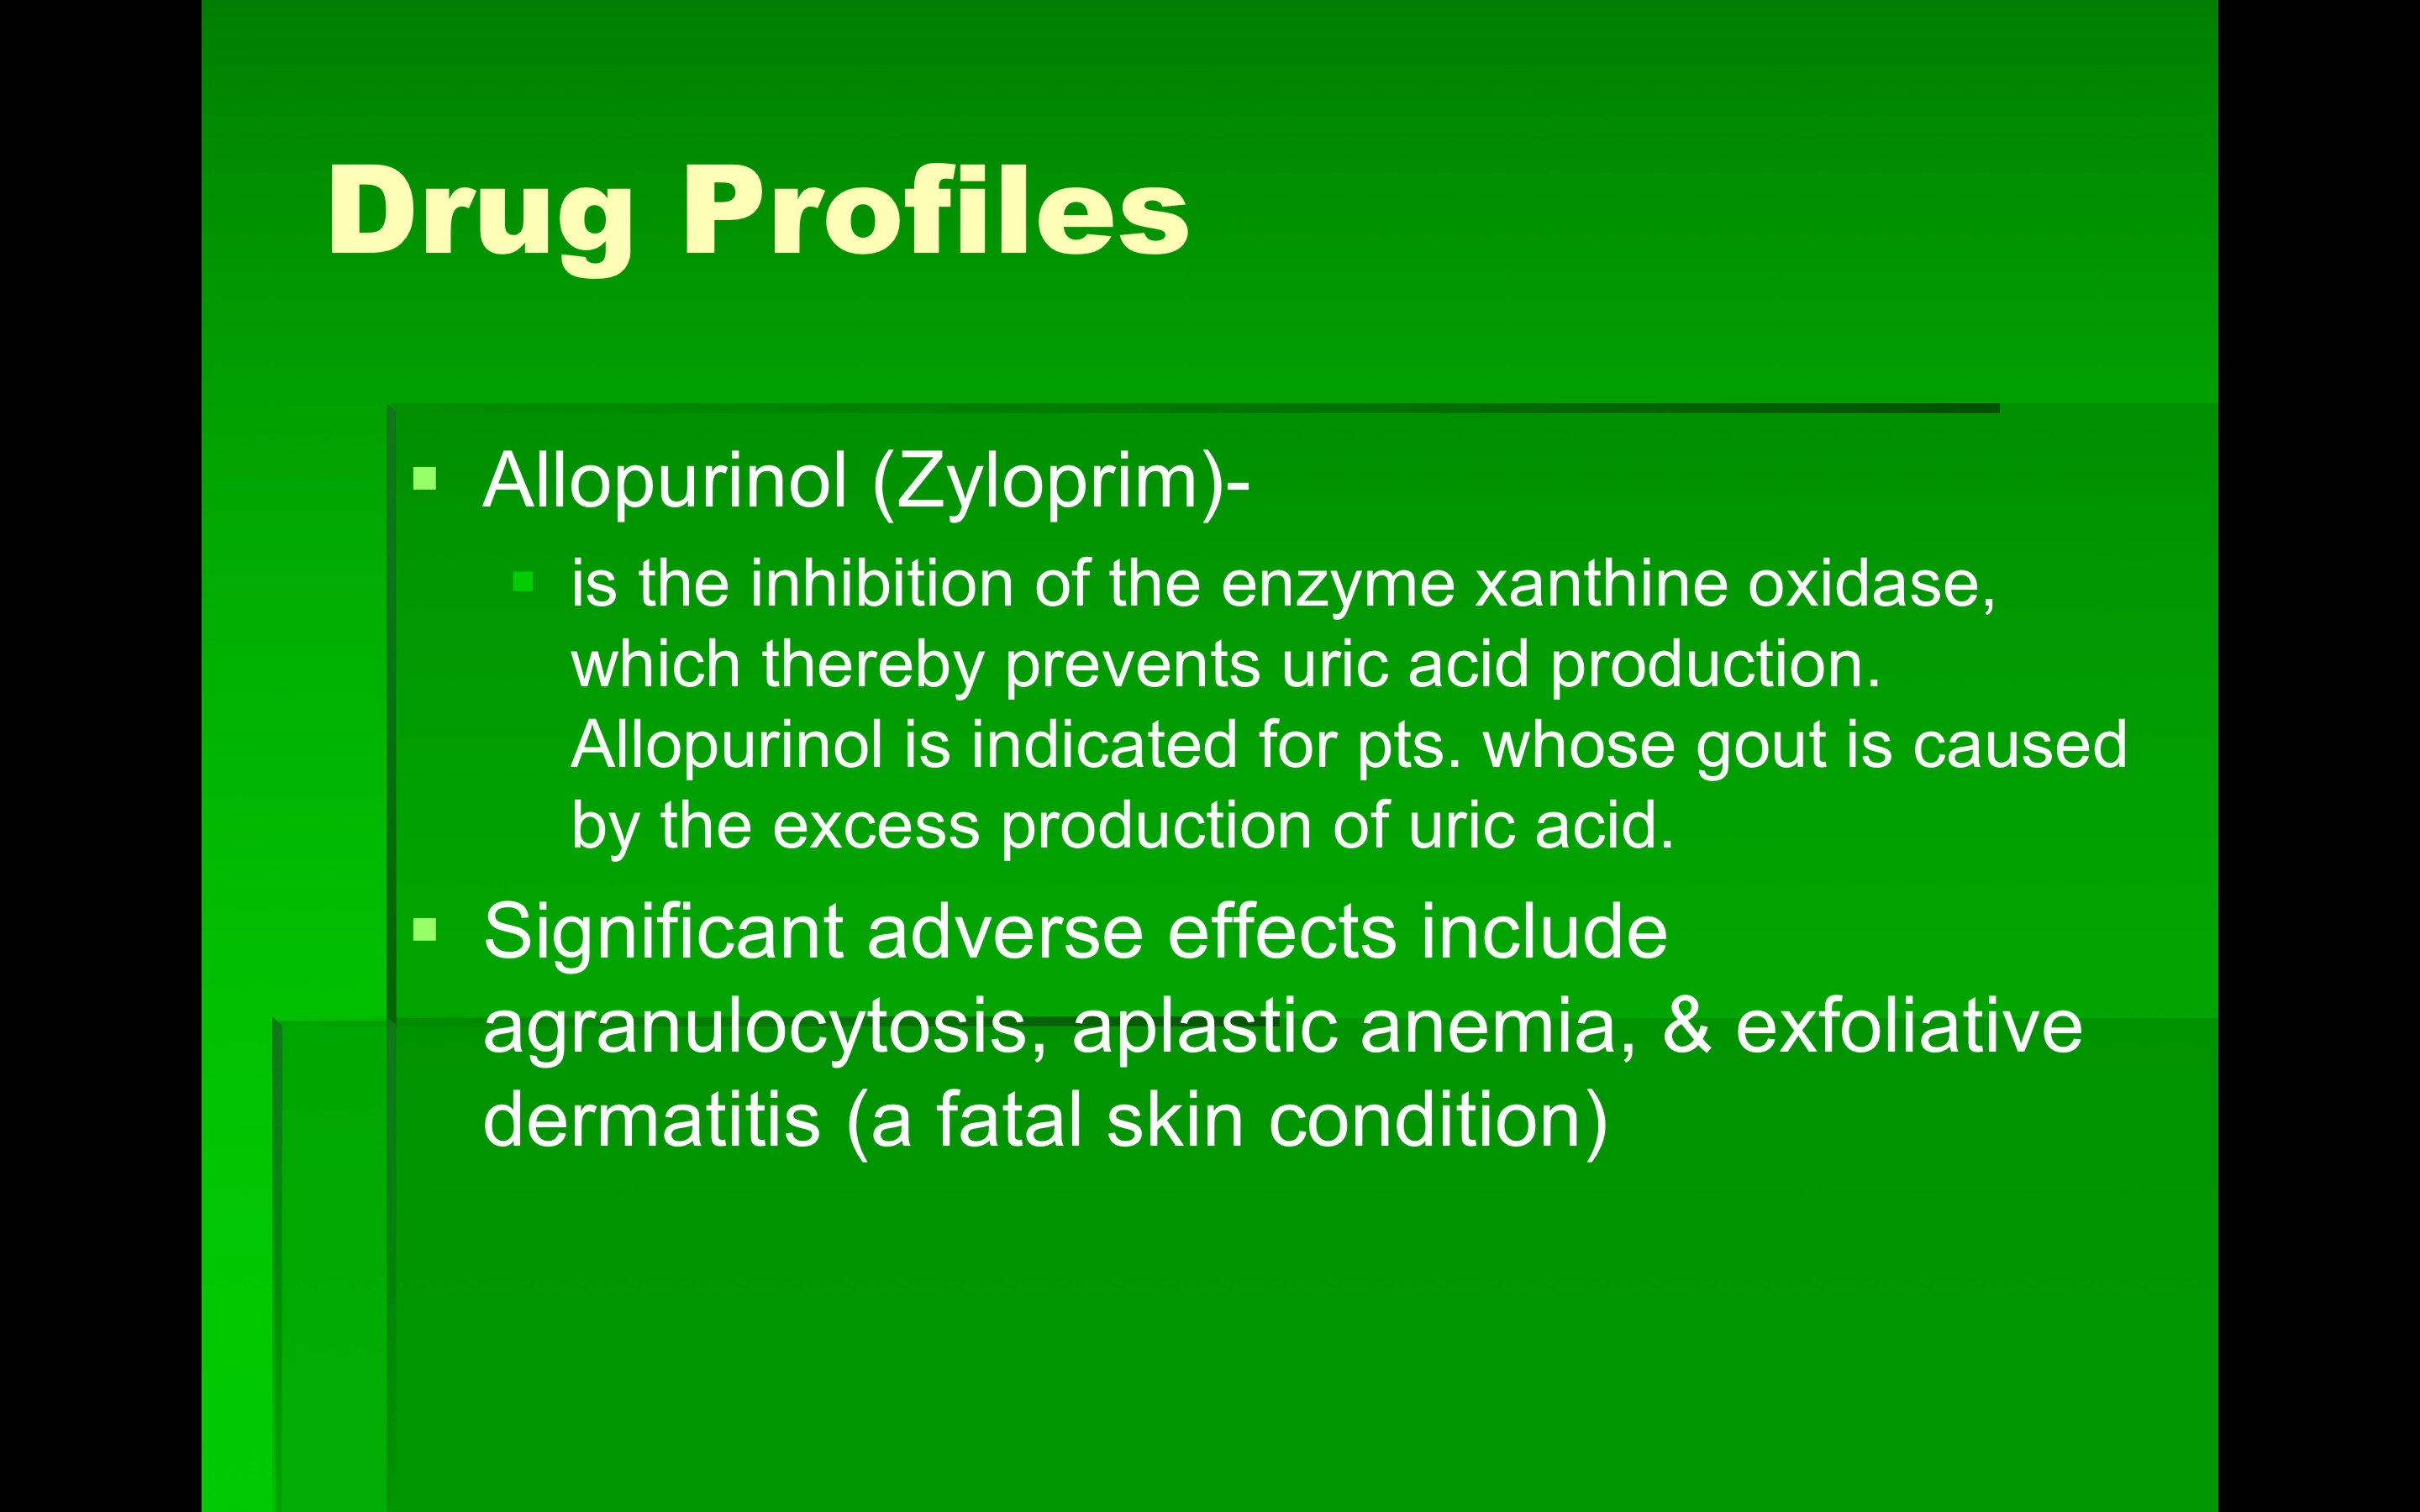 Drug Profiles
Allopurinol (Zyloprim)-
is the inhibition of the enzyme xanthine oxidase,
which thereby prevents uric acid production.
Allopurinol is indicated for pts. whose gout is caused
by the excess production of uric acid.
Significant adverse effects include
agranulocytosis, aplastic anemia, & exfoliative
dermatitis (a fatal skin condition)